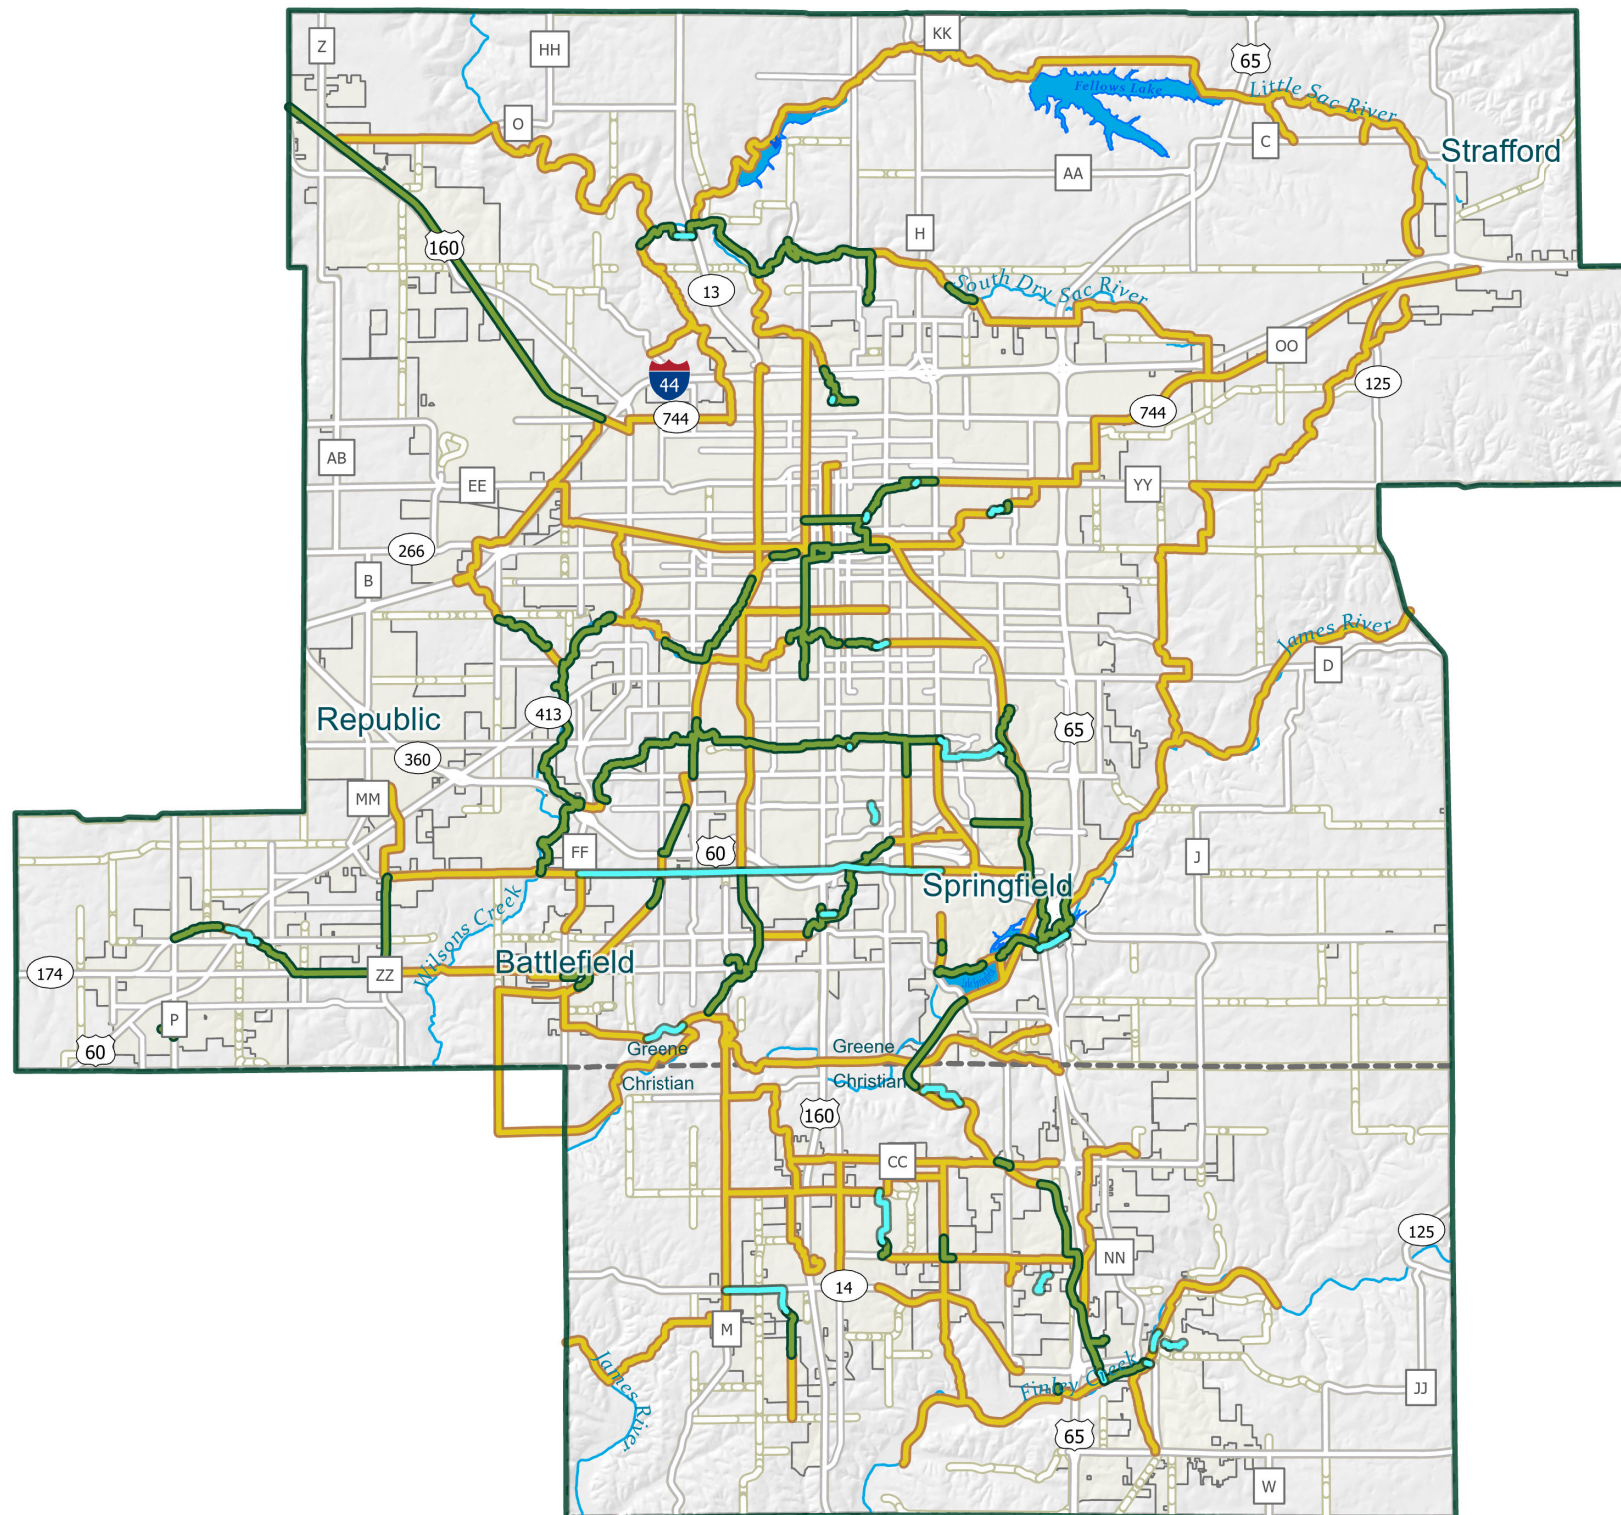 KK
Z
HH
65
Fellows Lake
Little Sac River
O
C
Strafford
AA
H
160
13
South Dry Sac River
OO
44
125
744
744
AB
EE
YY
266
B
James River
D
Republic
413
65
360
MM
FF
60
J
Springfield
Wilsons Creek
Battlefield
174
ZZ
P
60
Greene
Greene
Christian
Christian
160
CC
125
NN
14
M
James River
Finley Creek
JJ
65
W